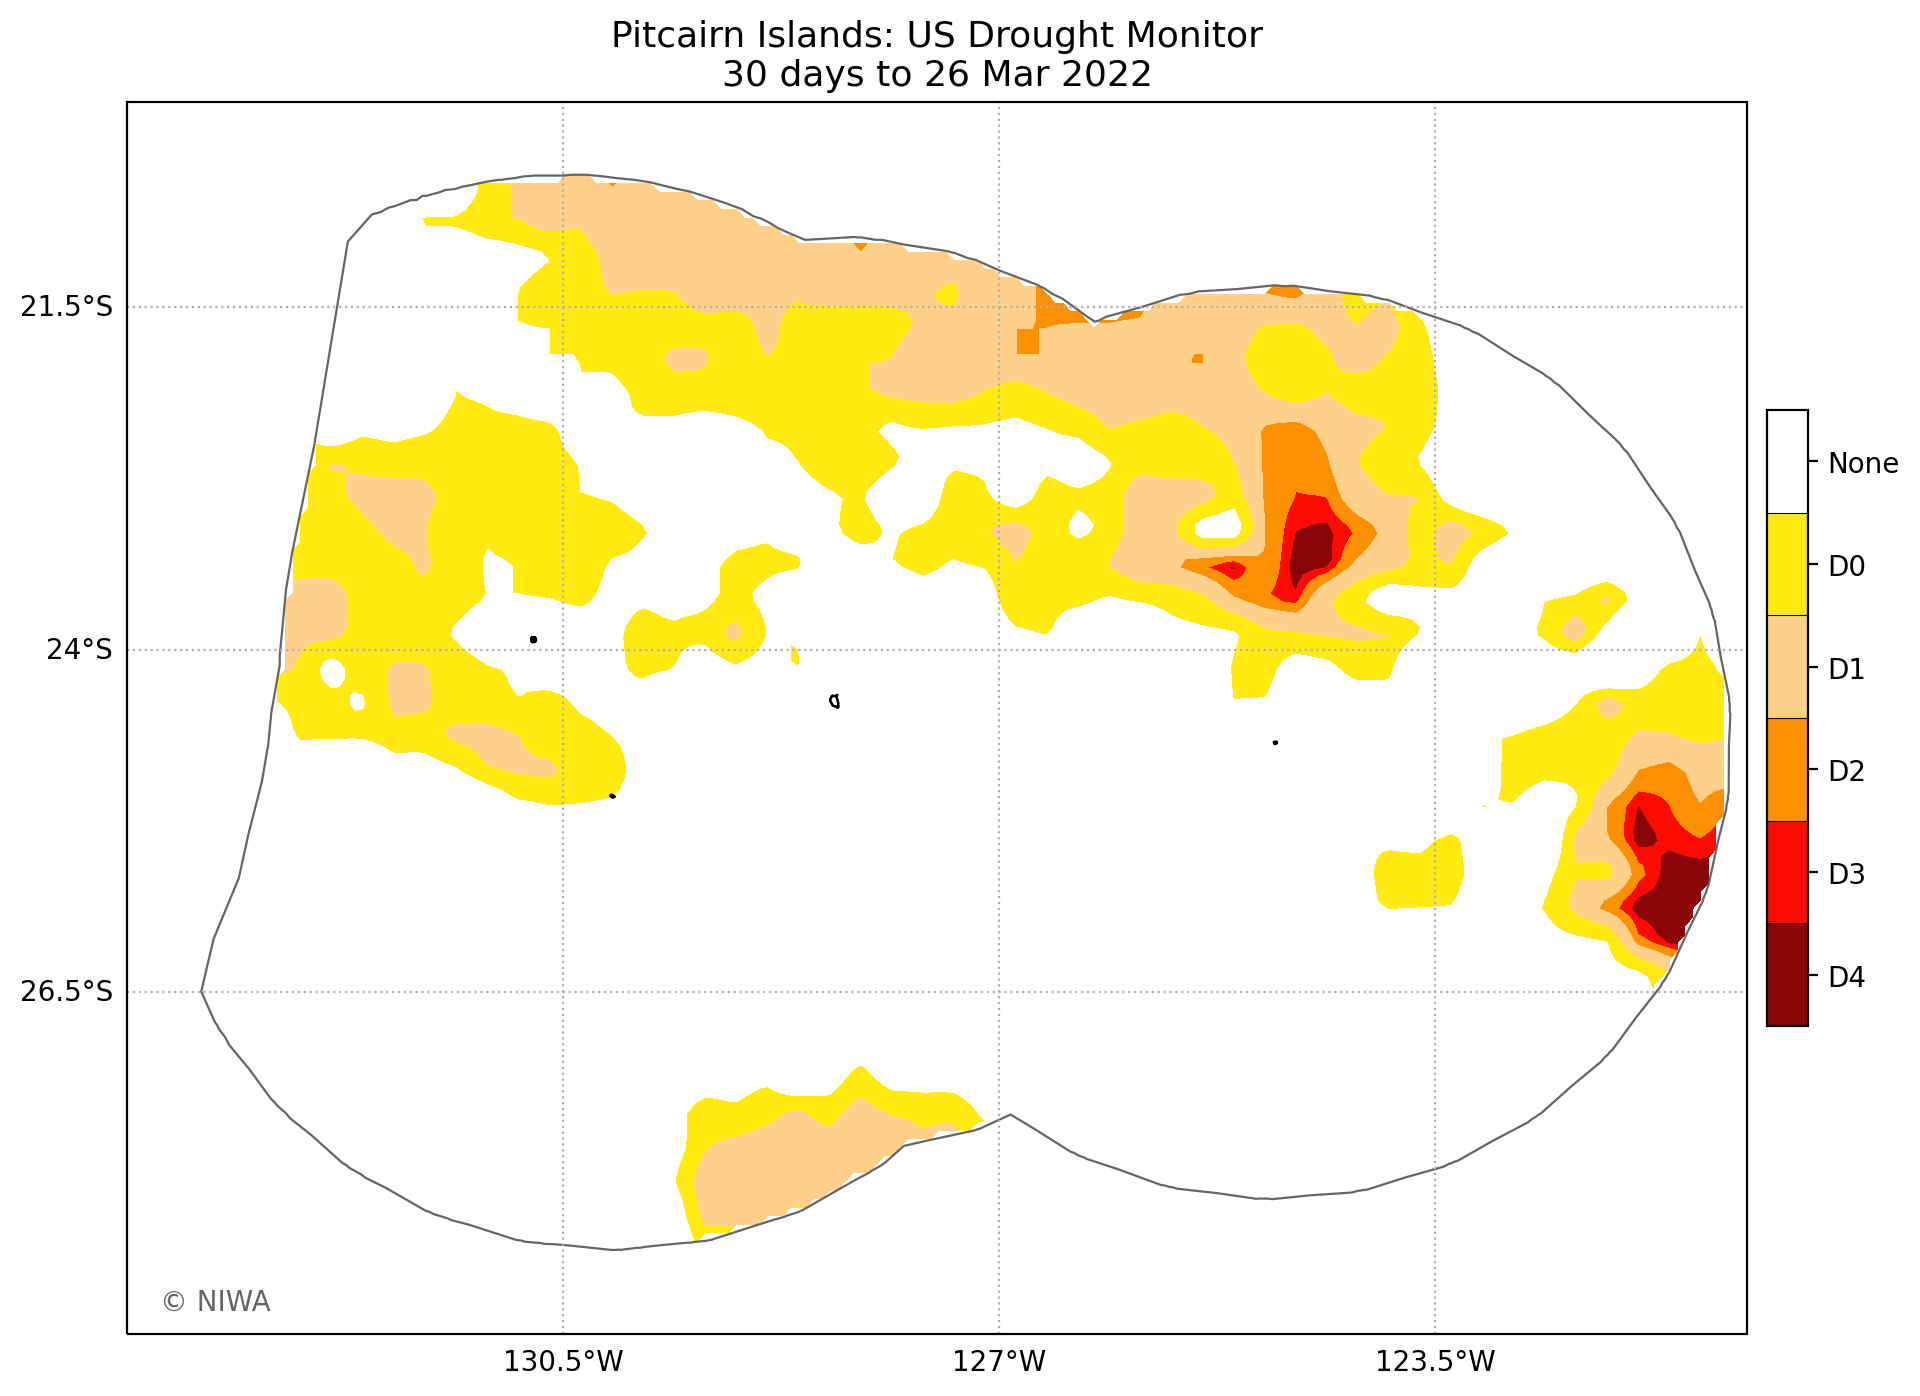 Pitcairn Islands: US Drought Monitor
30 days to 26 Mar 2022
21.5°S
24°S
26.5°S
130.5°W
127°W
123.5°W
None
D0
D1
D2
D3
D4
© NIWA